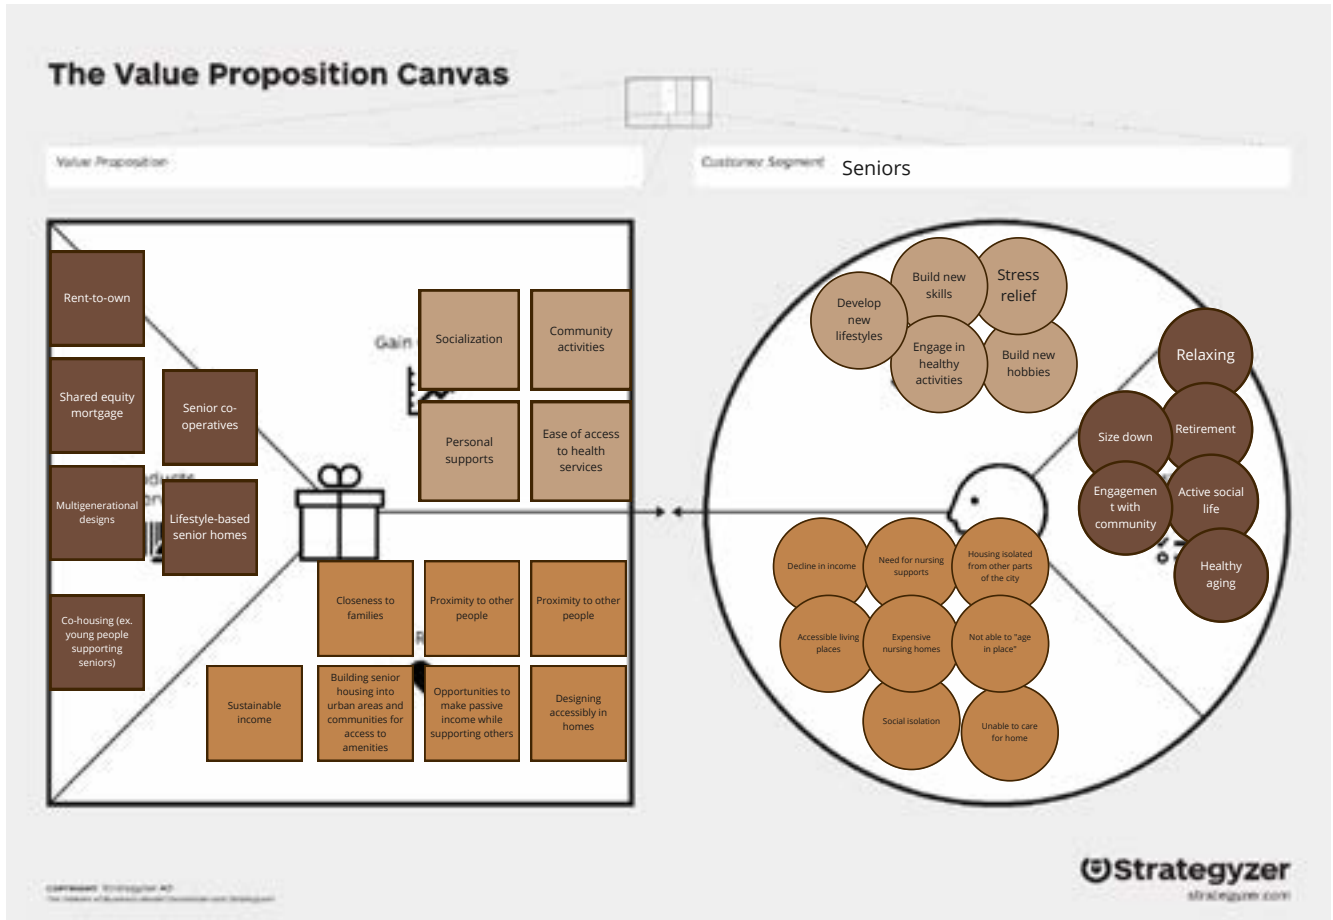 The Value Proposition Canvas
Value Proposition
Customer Segment
Seniors
Rent-to-own
Shared equity
mortgage
Senior co-
operatives
Multigenerational
designs
Lifestyle-based
senior homes
Co-housing (ex.
young people
supporting
seniors)
Gain
Socialization
Community
activities
Personal
supports
Ease of access
to health
services
Closeness to
families
Proximity to other
people
Proximity to other
people
R
Sustainable
income
Building senior
housing into
urban areas and
communities for
access to
amenities
Opportunities to
make passive
income while
supporting others
Designing
accessibly in
homes
Develop
new
lifestyles
Build new
skills
Stress
relief
Engage in
healthy
activities
Build new
hobbies
Relaxing
Size down
Retirement
Engagemen
t with
community
Active social
life
Healthy
aging
Decline in income
Need for nursing
supports
Housing isolated
from other parts
of the city
Accessible living
places
Expensive
nursing homes
Not able to "age
in place"
Social isolation
Unable to care
for home
COPYRIGHT: Strategyzer AG
Strategyzer
strategyzer.com